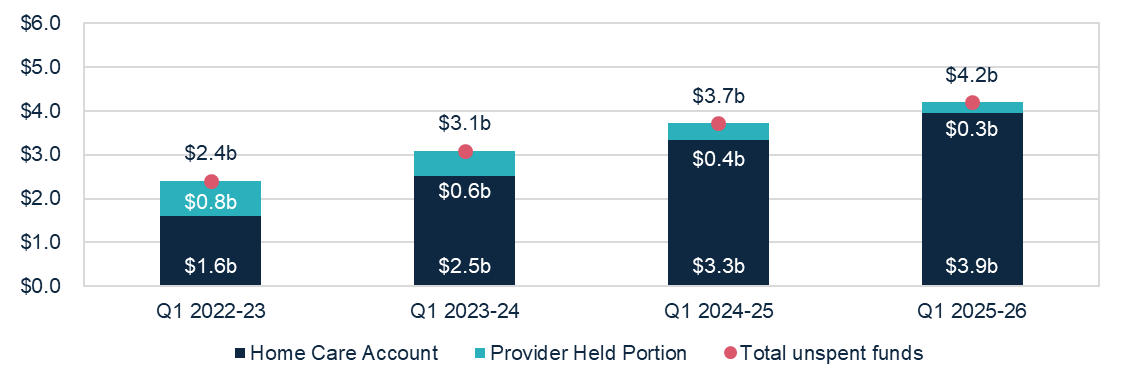 $6.0
$5.0
$4.0
$3.0
$2.0
$1.0
$0.0
$2.4b
$0.8b
$1.6b
$3.1b
$0.6b
$2.5b
$3.7b
$0.4b
$3.3b
$4.2b
$0.3b
$3.9b
Q1 2022-23
Q1 2023-24
Q1 2024-25
Q1 2025-26
Home Care Account
Provider Held Portion
Total unspent funds